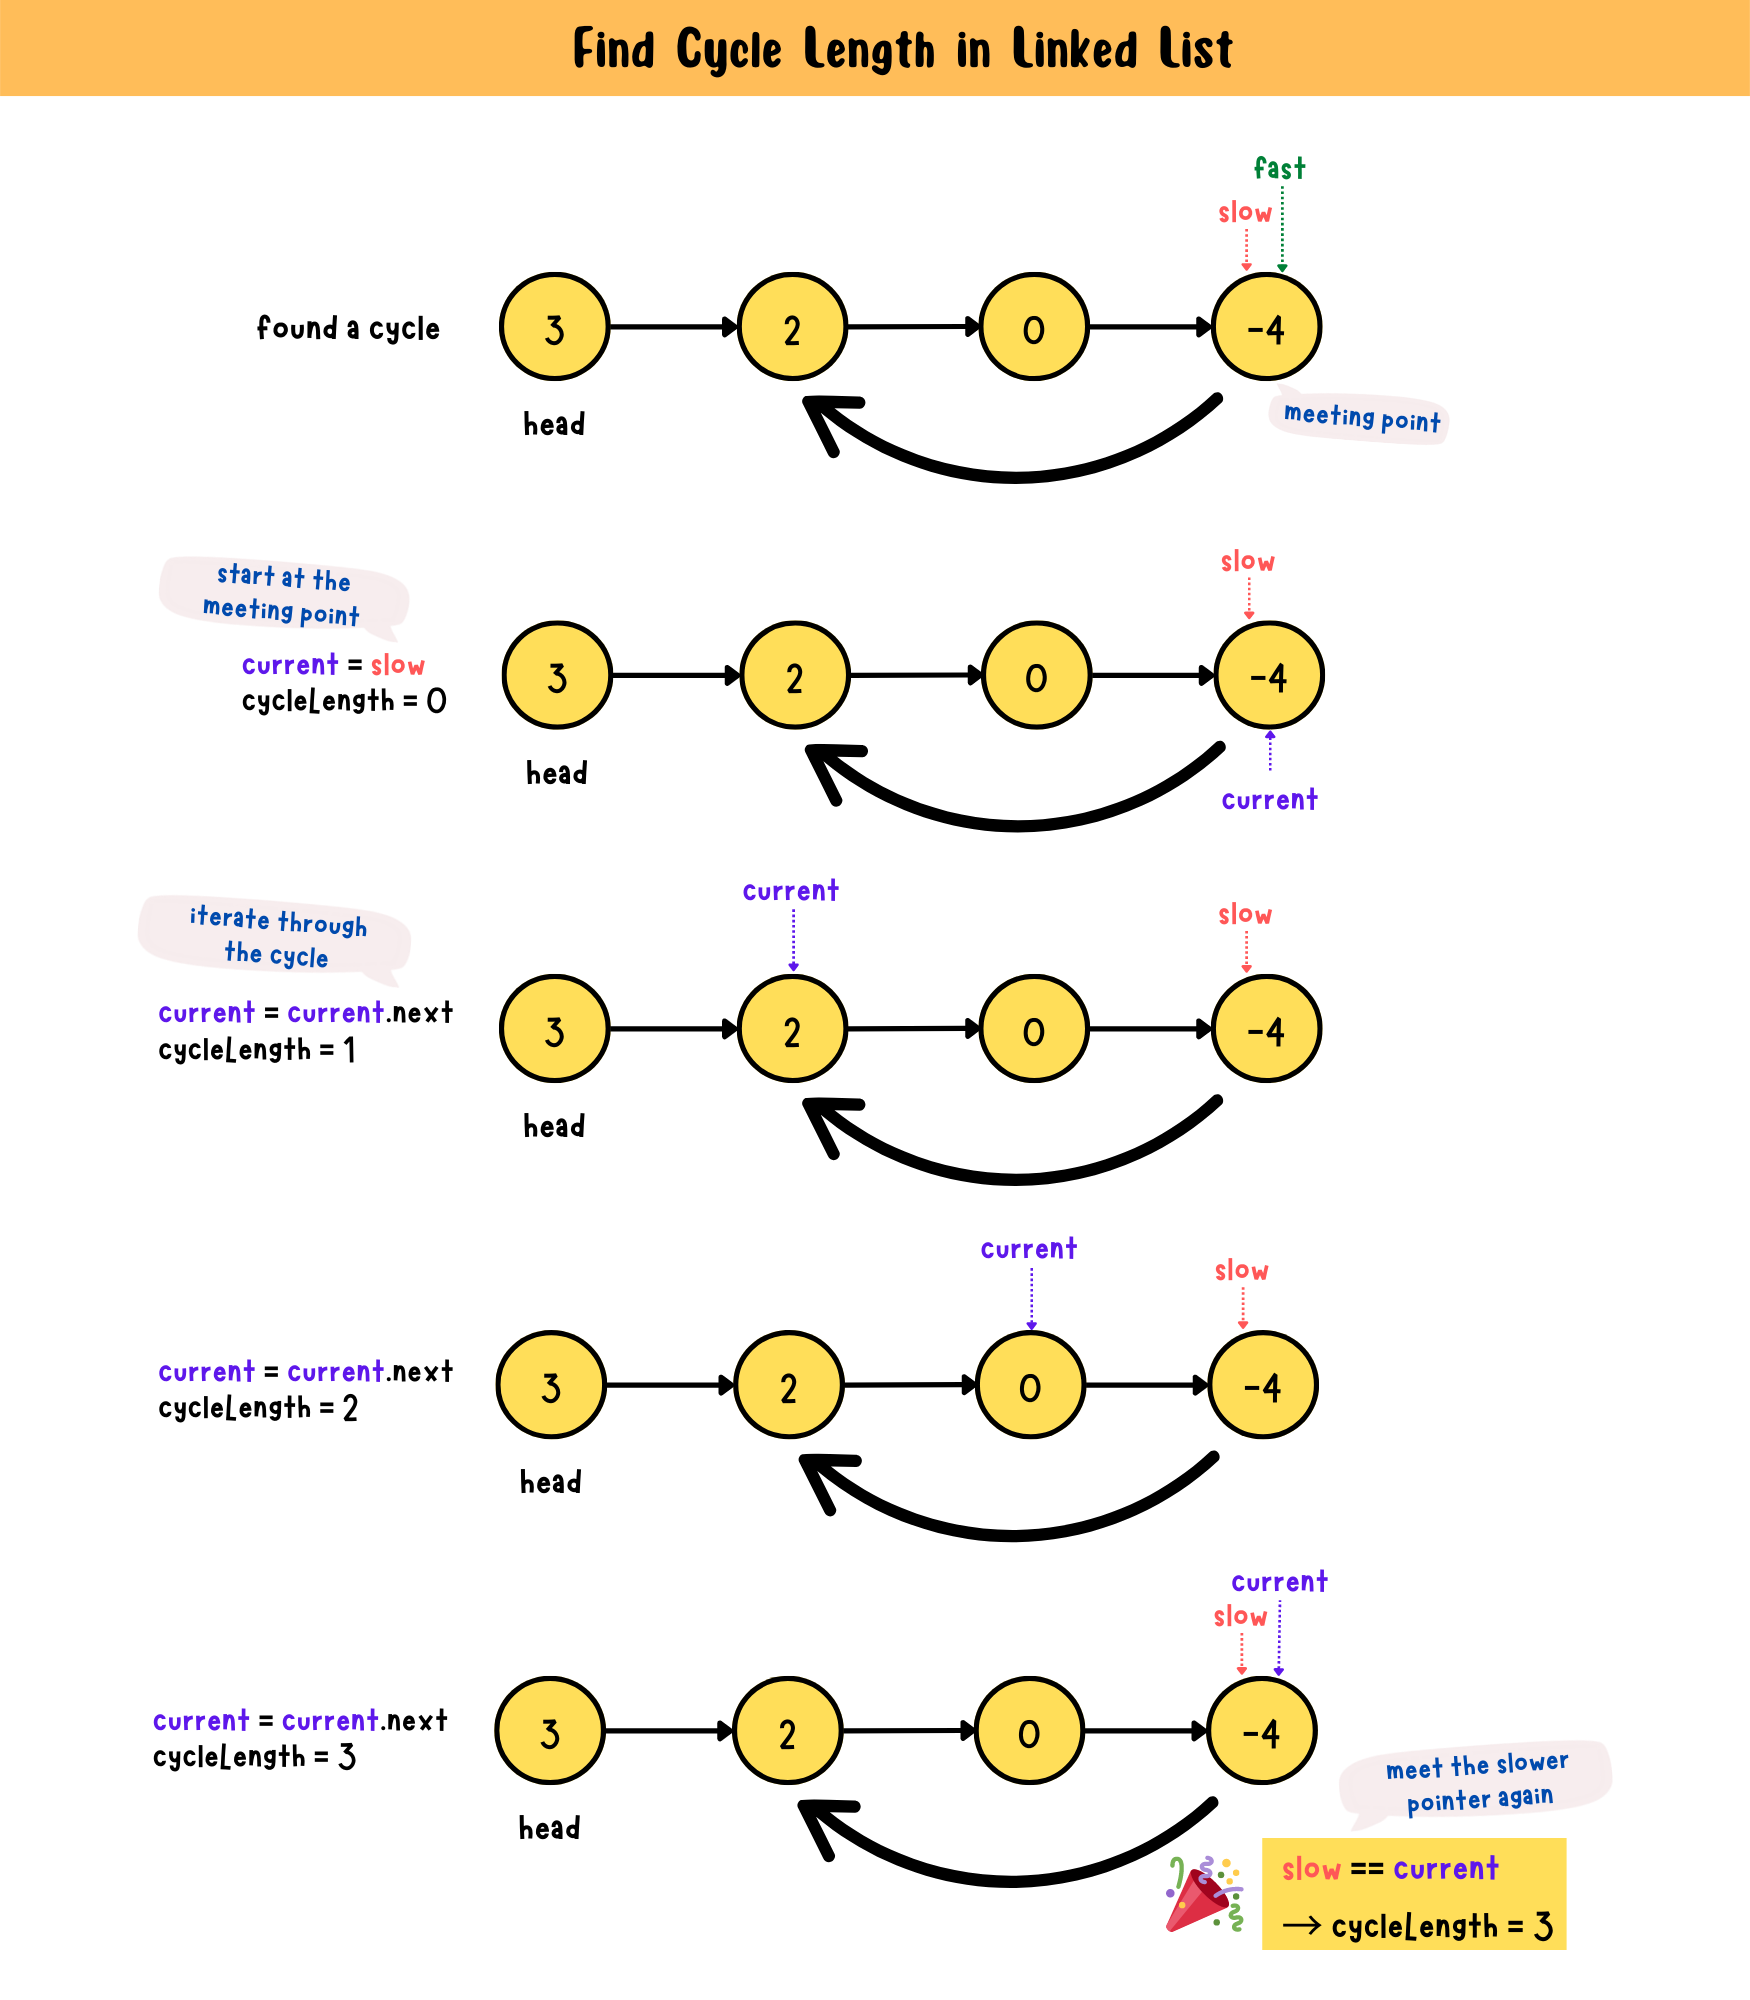 Find Cycle Length in Linked List
fast
slow
found a cycle
3
2
0
-4
head
meeting point
start at the
meeting point
slow
current = slow
cycleLength = 0
3
2
0
-4
head
current
iterate through
the cycle
current
slow
current = current.next
cycleLength = 1
3
2
0
-4
head
current
slow
current = current.next
cycleLength = 2
3
2
0
-4
head
current
slow
current = current.next
cycleLength = 3
3
2
0
-4
head
meet the slower
pointer again
slow == current
→ cycleLength = 3